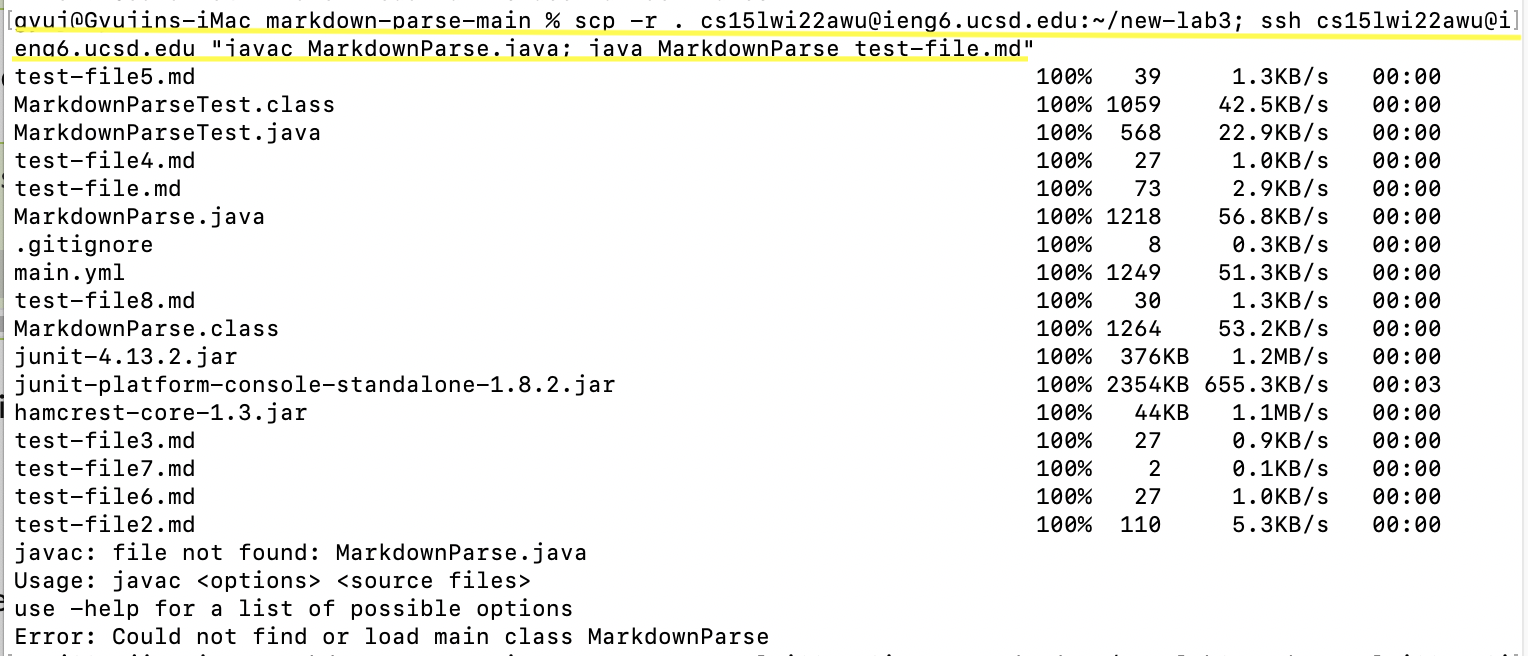 [gyuj@Gyujins-iMac markdown-parse-main % scp -r . cs15lwi22awu@ieng6.ucsd.edu:~/new-lab3; ssh cs15lwi22awu@i]
eng6.ucsd.edu "javac MarkdownParse.java; java MarkdownParse test-file.md"
test-file5.md 100% 39 1.3KB/s 00:00
MarkdownParseTest.class 100% 1059 42.5KB/s 00:00
MarkdownParseTest.java 100% 568 22.9KB/s 00:00
test-file4.md 100% 27 1.0KB/s 00:00
test-file.md 100% 73 2.9KB/s 00:00
MarkdownParse.java 100% 1218 56.8KB/s 00:00
.gitignore 100% 8 0.3KB/s 00:00
main.yml 100% 1249 51.3KB/s 00:00
test-file8.md 100% 30 1.3KB/s 00:00
MarkdownParse.class 100% 1264 53.2KB/s 00:00
junit-4.13.2.jar 100% 376KB 1.2MB/s 00:00
junit-platform-console-standalone-1.8.2.jar 100% 2354KB 655.3KB/s 00:03
hamcrest-core-1.3.jar 100% 44KB 1.1MB/s 00:00
test-file3.md 100% 27 0.9KB/s 00:00
test-file7.md 100% 2 0.1KB/s 00:00
test-file6.md 100% 27 1.0KB/s 00:00
test-file2.md 100% 110 5.3KB/s 00:00
javac: file not found: MarkdownParse.java
Usage: javac <options> <source files>
use -help for a list of possible options
Error: Could not find or load main class MarkdownParse